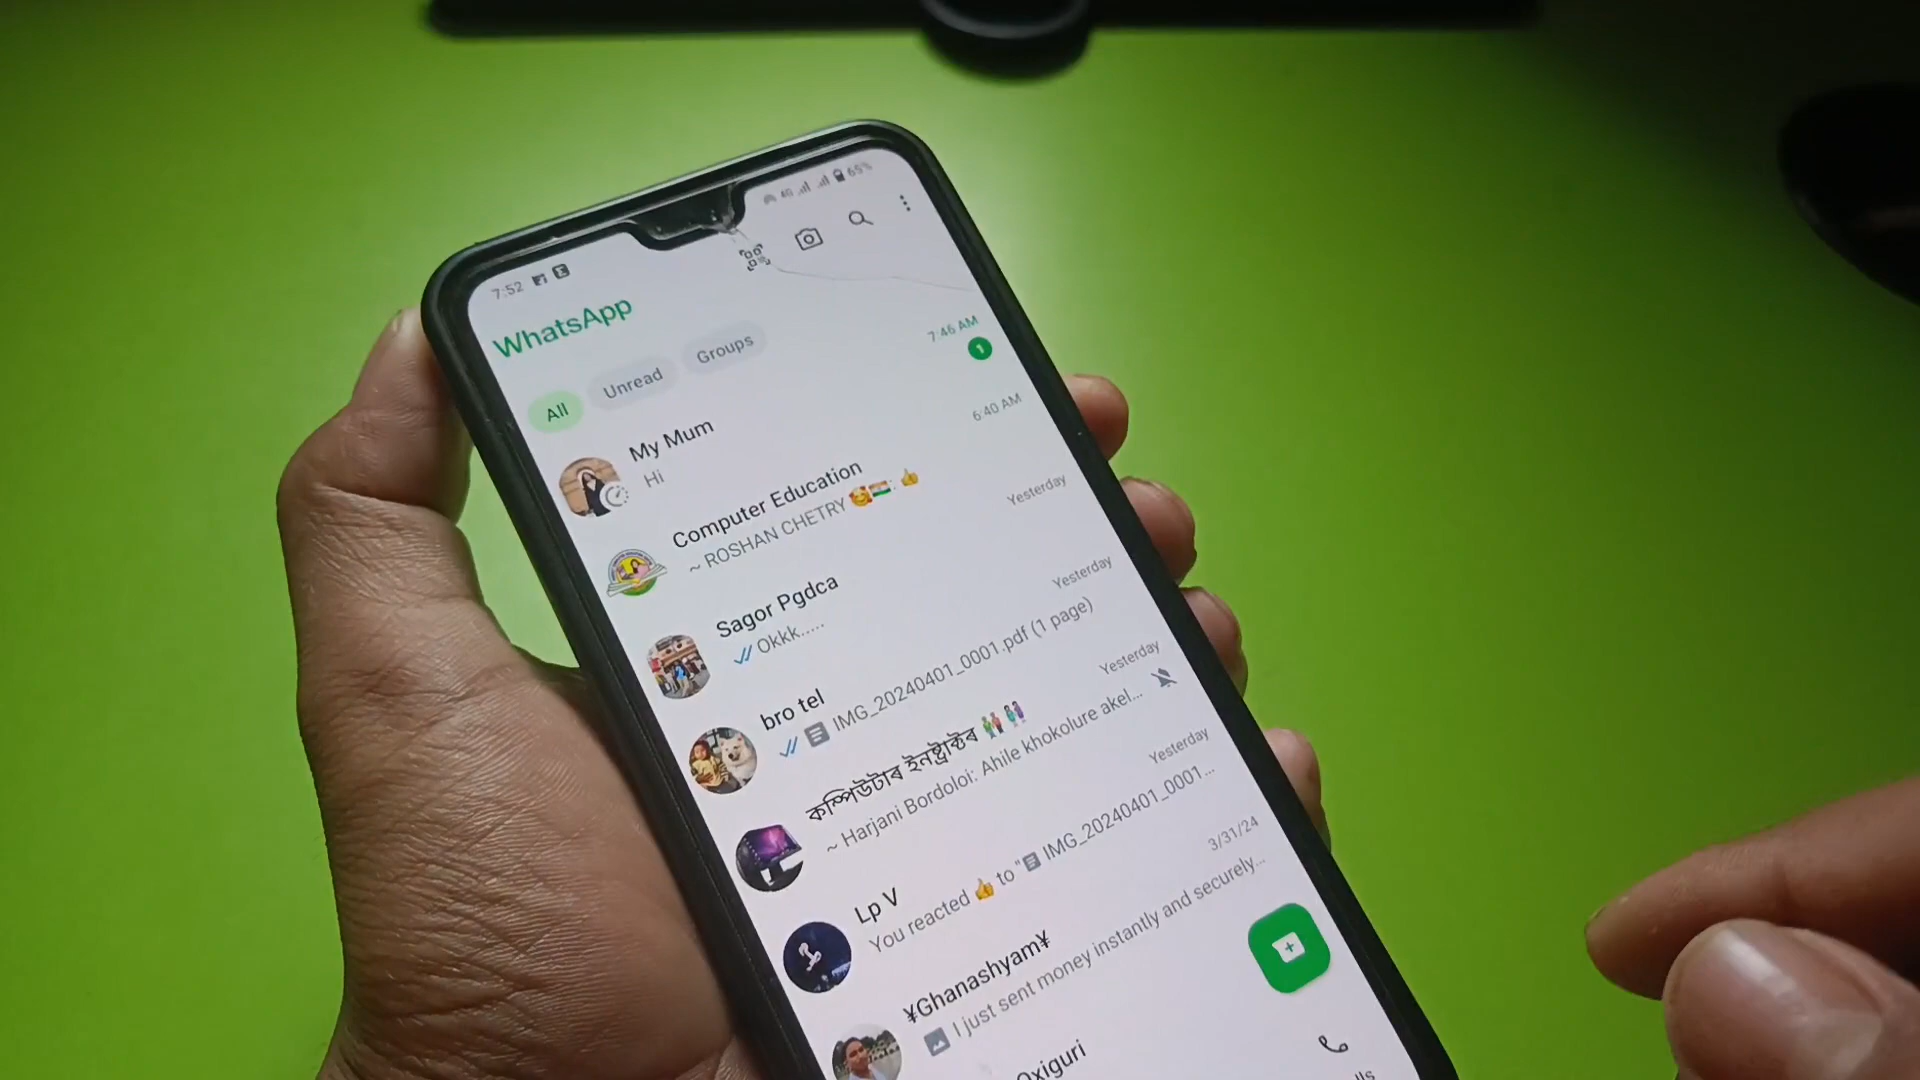 7:52
4G 65%
WhatsApp
All Unread Groups
My Mum 7:46 AM
Hi 1
Computer Education 6:40 AM
~ ROSHAN CHETRY 🥰🇮🇳: 👍
Sagor Pgdca Yesterday
Okkk.....
bro tel Yesterday
IMG_20240401_0001.pdf (1 page)
কম্পিউটাৰ ইনষ্ট্ৰাক্টৰ 👬👭 Yesterday
~ Harjani Bordoloi: Ahile khokolure akel...
Lp V Yesterday
You reacted 👍 to "IMG_20240401_0001...
¥Ghanashyam¥ 3/31/24
I just sent money instantly and securely...